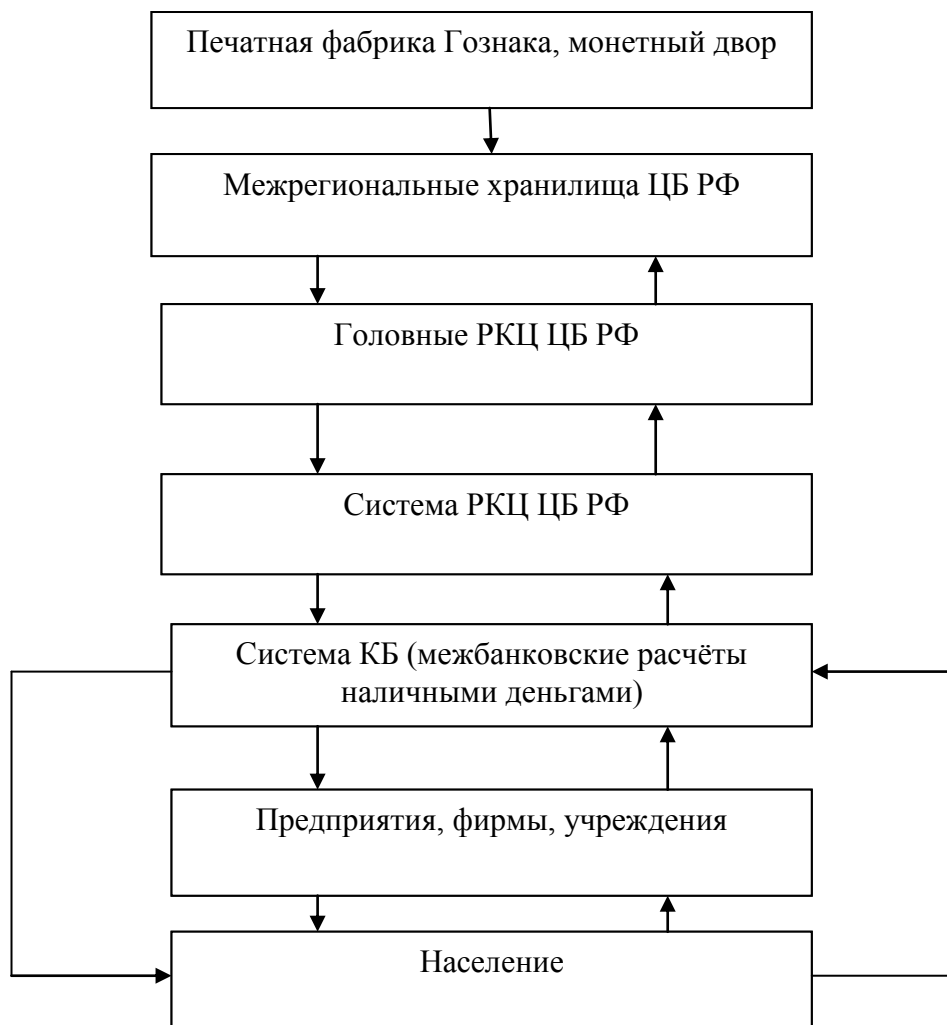 Печатная фабрика Гознака, монетный двор
Межрегиональные хранилища ЦБ РФ
Головные РКЦ ЦБ РФ
Система РКЦ ЦБ РФ
Система КБ (межбанковские расчёты
наличными деньгами)
Предприятия, фирмы, учреждения
Население